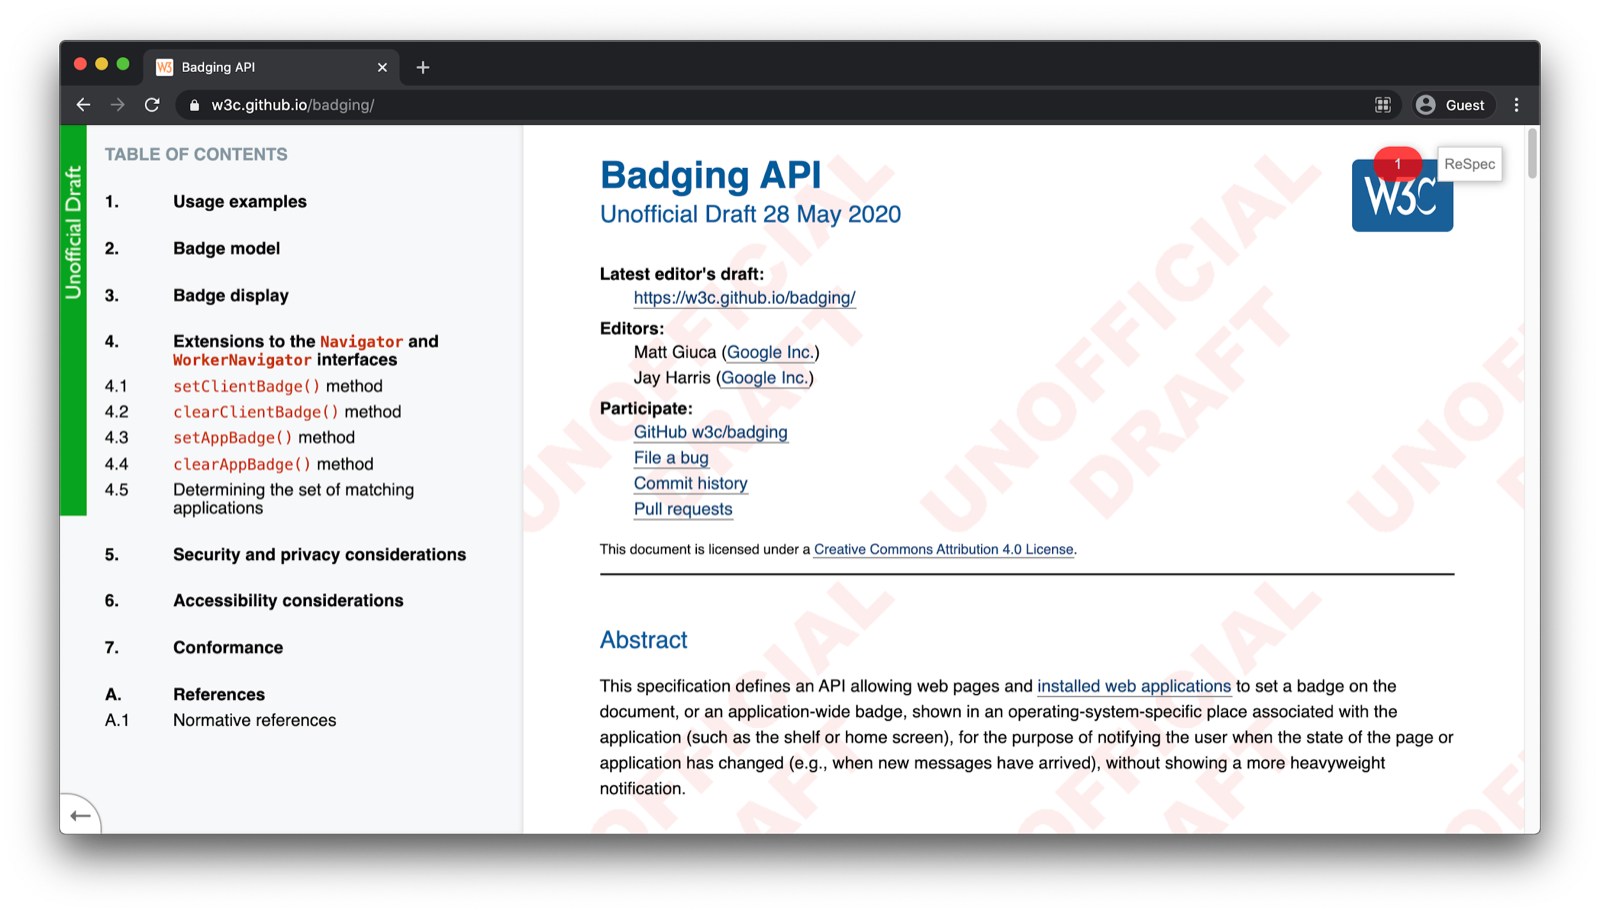 Badging API
w3c.github.io/badging/
Guest
Unofficial Draft
TABLE OF CONTENTS
1. Usage examples
2. Badge model
3. Badge display
4. Extensions to the Navigator and
WorkerNavigator interfaces
4.1 setClientBadge() method
4.2 clearClientBadge() method
4.3 setAppBadge() method
4.4 clearAppBadge() method
4.5 Determining the set of matching
applications
5. Security and privacy considerations
6. Accessibility considerations
7. Conformance
A. References
A.1 Normative references
Badging API
Unofficial Draft 28 May 2020
1
W3C
ReSpec
Latest editor's draft:
https://w3c.github.io/badging/
Editors:
Matt Giuca (Google Inc.)
Jay Harris (Google Inc.)
Participate:
GitHub w3c/badging
File a bug
Commit history
Pull requests
This document is licensed under a Creative Commons Attribution 4.0 License.
Abstract
This specification defines an API allowing web pages and installed web applications to set a badge on the
document, or an application-wide badge, shown in an operating-system-specific place associated with the
application (such as the shelf or home screen), for the purpose of notifying the user when the state of the page or
application has changed (e.g., when new messages have arrived), without showing a more heavyweight
notification.
UNOFFICIAL
DRAFT